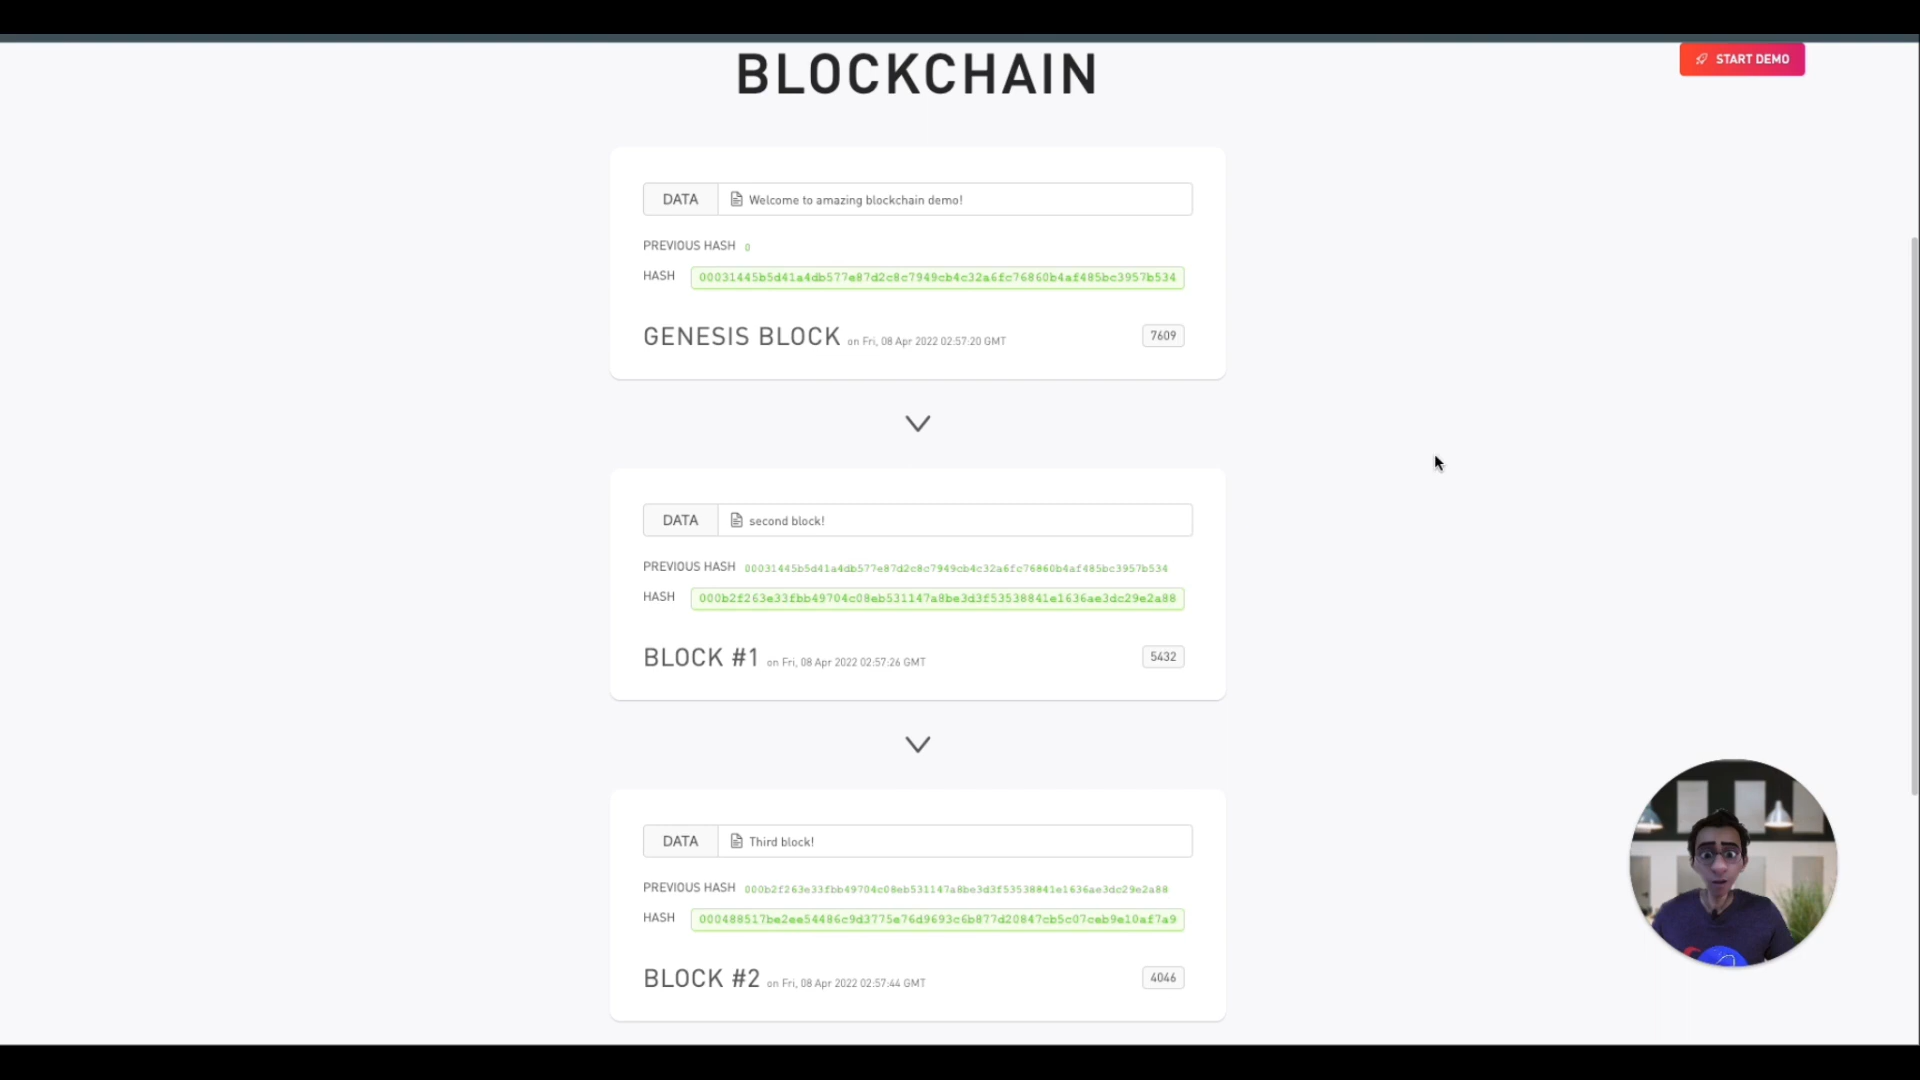 BLOCKCHAIN
START DEMO
DATA Welcome to amazing blockchain demo!
PREVIOUS HASH 0
HASH 00031445b5d41a4db577e87d2c8c7949cb4c32a6fc76860b4af485bc3957b534
GENESIS BLOCK on Fri, 08 Apr 2022 02:57:20 GMT 7609
DATA second block!
PREVIOUS HASH 00031445b5d41a4db577e87d2c8c7949cb4c32a6fc76860b4af485bc3957b534
HASH 000b2f263e33fbb49704c08eb531147a8be3d3f53538841e1636ae3dc29e2a88
BLOCK #1 on Fri, 08 Apr 2022 02:57:26 GMT 5432
DATA Third block!
PREVIOUS HASH 000b2f263e33fbb49704c08eb531147a8be3d3f53538841e1636ae3dc29e2a88
HASH 000488517be2ee54486c9d3775e76d9693c6b877d20847cb5c07ceb9e10af7a9
BLOCK #2 on Fri, 08 Apr 2022 02:57:44 GMT 4046